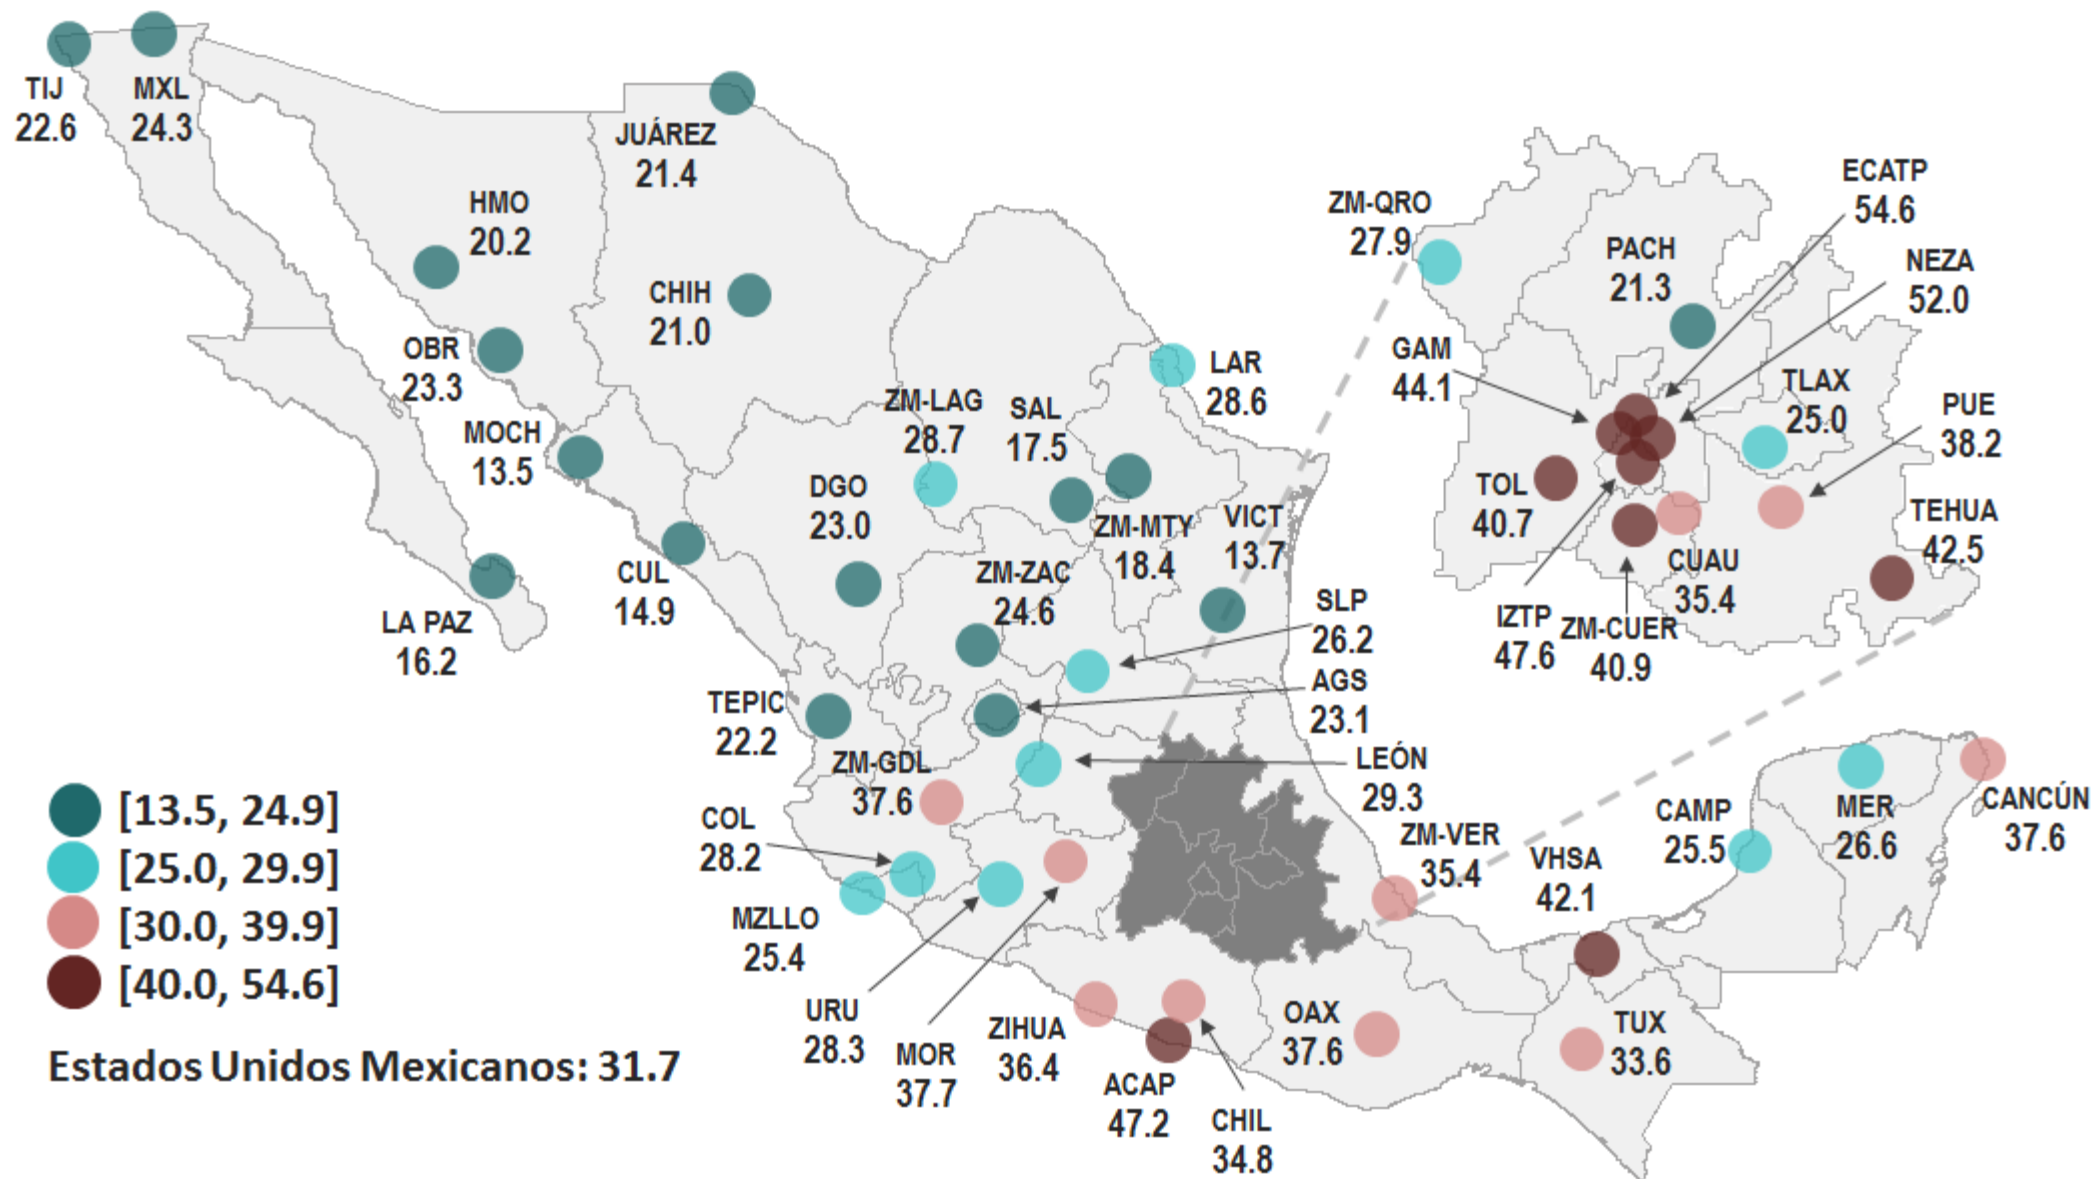 TIJ
22.6
MXL
24.3
JUÁREZ
21.4
HMO
20.2
CHIH
21.0
OBR
23.3
MOCH
13.5
ZM-LAG
28.7
SAL
17.5
LAR
28.6
DGO
23.0
ZM-MTY
18.4
VICT
13.7
CUL
14.9
ZM-ZAC
24.6
LA PAZ
16.2
SLP
26.2
AGS
23.1
TEPIC
22.2
ZM-GDL
37.6
LEÓN
29.3
COL
28.2
MZLLO
25.4
URU
28.3
MOR
37.7
ZIHUA
36.4
ACAP
47.2
CHIL
34.8
OAX
37.6
ZM-VER
35.4
VHSA
42.1
TUX
33.6
CAMP
25.5
MER
26.6
CANCÚN
37.6
ZM-QRO
27.9
PACH
21.3
ECATP
54.6
NEZA
52.0
GAM
44.1
TLAX
25.0
PUE
38.2
TOL
40.7
TEHUA
42.5
CUAU
35.4
IZTP
47.6
ZM-CUER
40.9
[13.5, 24.9]
[25.0, 29.9]
[30.0, 39.9]
[40.0, 54.6]
Estados Unidos Mexicanos: 31.7